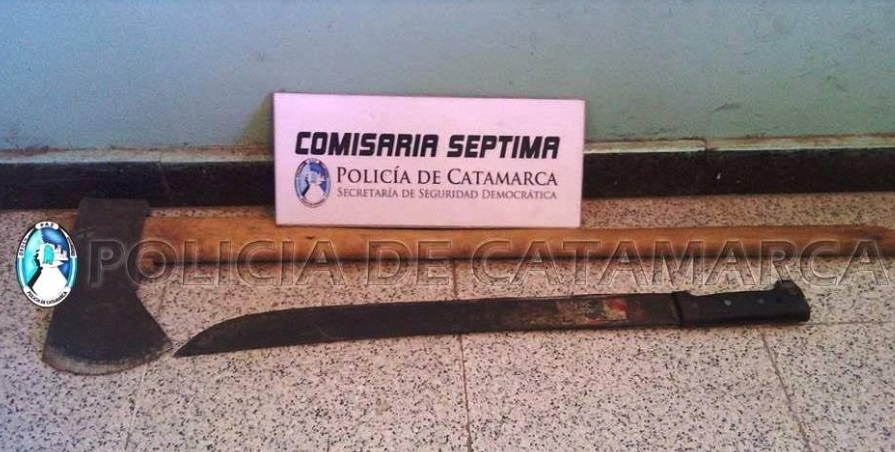 COMISARIA SEPTIMA
POLICÍA DE CATAMARCA
SECRETARÍA DE SEGURIDAD DEMOCRÁTICA
POLICIA DE CATAMARCA